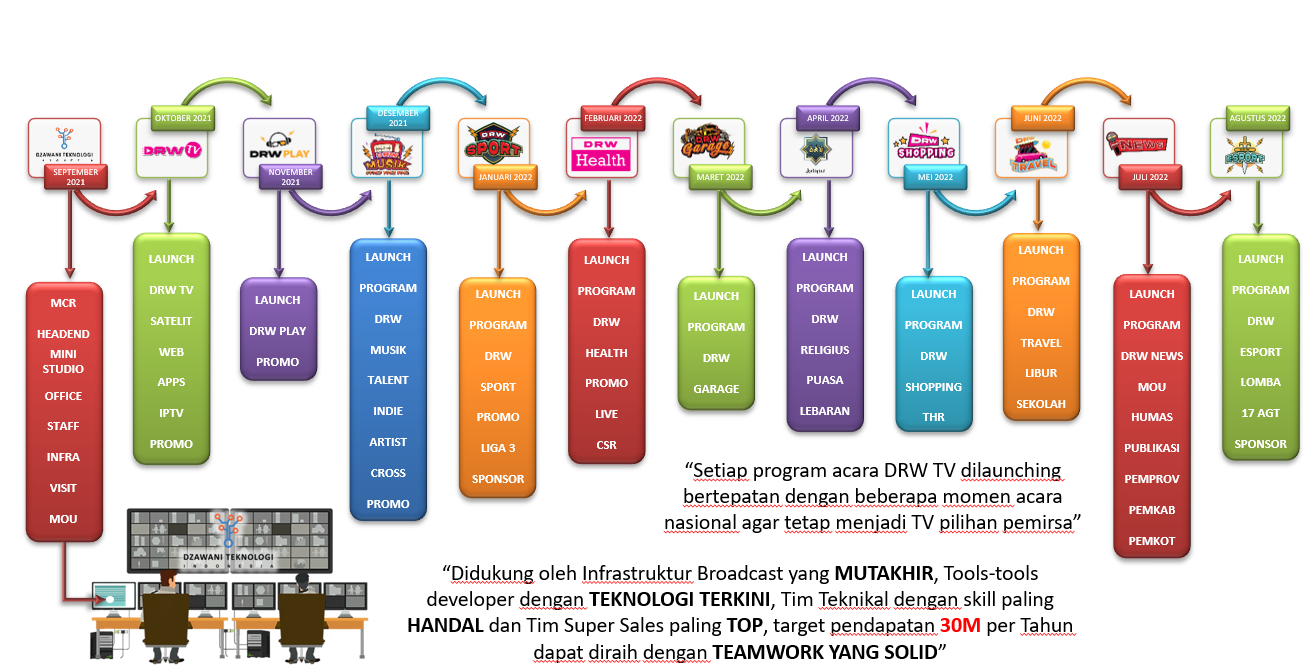 DZAWANI TEKNOLOGI
SEPTEMBER
2021
OKTOBER 2021
DRW TV
DRW PLAY
NOVEMBER
2021
DESEMBER
2021
DRW
MUSIK
DRW
SPORT
JANUARI 2022
FEBRUARI 2022
DRW
Health
DRW
Garage
MARET 2022
APRIL 2022
DRW
SHOPPING
MEI 2022
JUNI 2022
DRW
TRAVEL
NEWS
JULI 2022
AGUSTUS 2022
ESPORT
MCR
HEADEND
MINI
STUDIO
OFFICE
STAFF
INFRA
VISIT
MOU
LAUNCH
DRW TV
SATELIT
WEB
APPS
IPTV
PROMO
LAUNCH
DRW PLAY
PROMO
LAUNCH
PROGRAM
DRW
MUSIK
TALENT
INDIE
ARTIST
CROSS
PROMO
LAUNCH
PROGRAM
DRW
SPORT
PROMO
LIGA 3
SPONSOR
LAUNCH
PROGRAM
DRW
HEALTH
PROMO
LIVE
CSR
LAUNCH
PROGRAM
DRW
GARAGE
LAUNCH
PROGRAM
DRW
RELIGIUS
PUASA
LEBARAN
LAUNCH
PROGRAM
DRW
SHOPPING
THR
LAUNCH
PROGRAM
DRW
TRAVEL
LIBUR
SEKOLAH
LAUNCH
PROGRAM
DRW NEWS
MOU
HUMAS
PUBLIKASI
PEMPROV
PEMKAB
PEMKOT
LAUNCH
PROGRAM
DRW
ESPORT
LOMBA
17 AGT
SPONSOR
“Setiap program acara DRW TV dilaunching
bertepatan dengan beberapa momen acara
nasional agar tetap menjadi TV pilihan pemirsa”
DZAWANI TEKNOLOGI
INDONESIA
“Didukung oleh Infrastruktur Broadcast yang MUTAKHIR, Tools-tools
developer dengan TEKNOLOGI TERKINI, Tim Teknikal dengan skill paling
HANDAL dan Tim Super Sales paling TOP, target pendapatan 30M per Tahun
dapat diraih dengan TEAMWORK YANG SOLID”